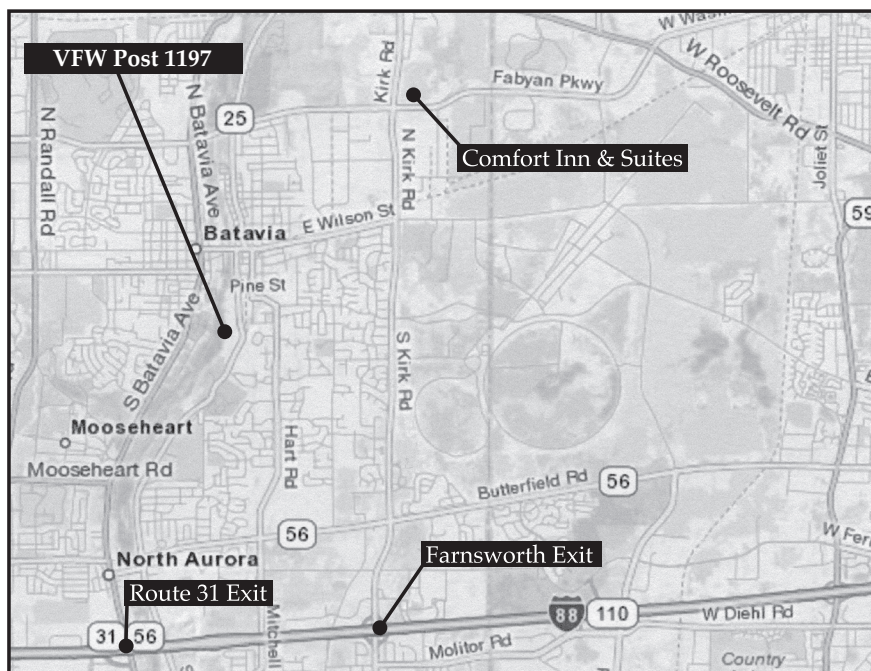 W Roosevelt Rd
VFW Post 1197
Kirk Rd
Fabyan Pkwy
N Batavia Ave
25
N Randall Rd
N Kirk Rd
Comfort Inn & Suites
Joliet St
59
E Wilson St
Batavia
Pine St
S Batavia Ave
S Kirk Rd
Mooseheart
Mooseheart Rd
Hart Rd
Butterfield Rd
56
56
North Aurora
Farnsworth Exit
Route 31 Exit
88
110
W Diehl Rd
31
56
Mitchell
Molitor Rd
Country